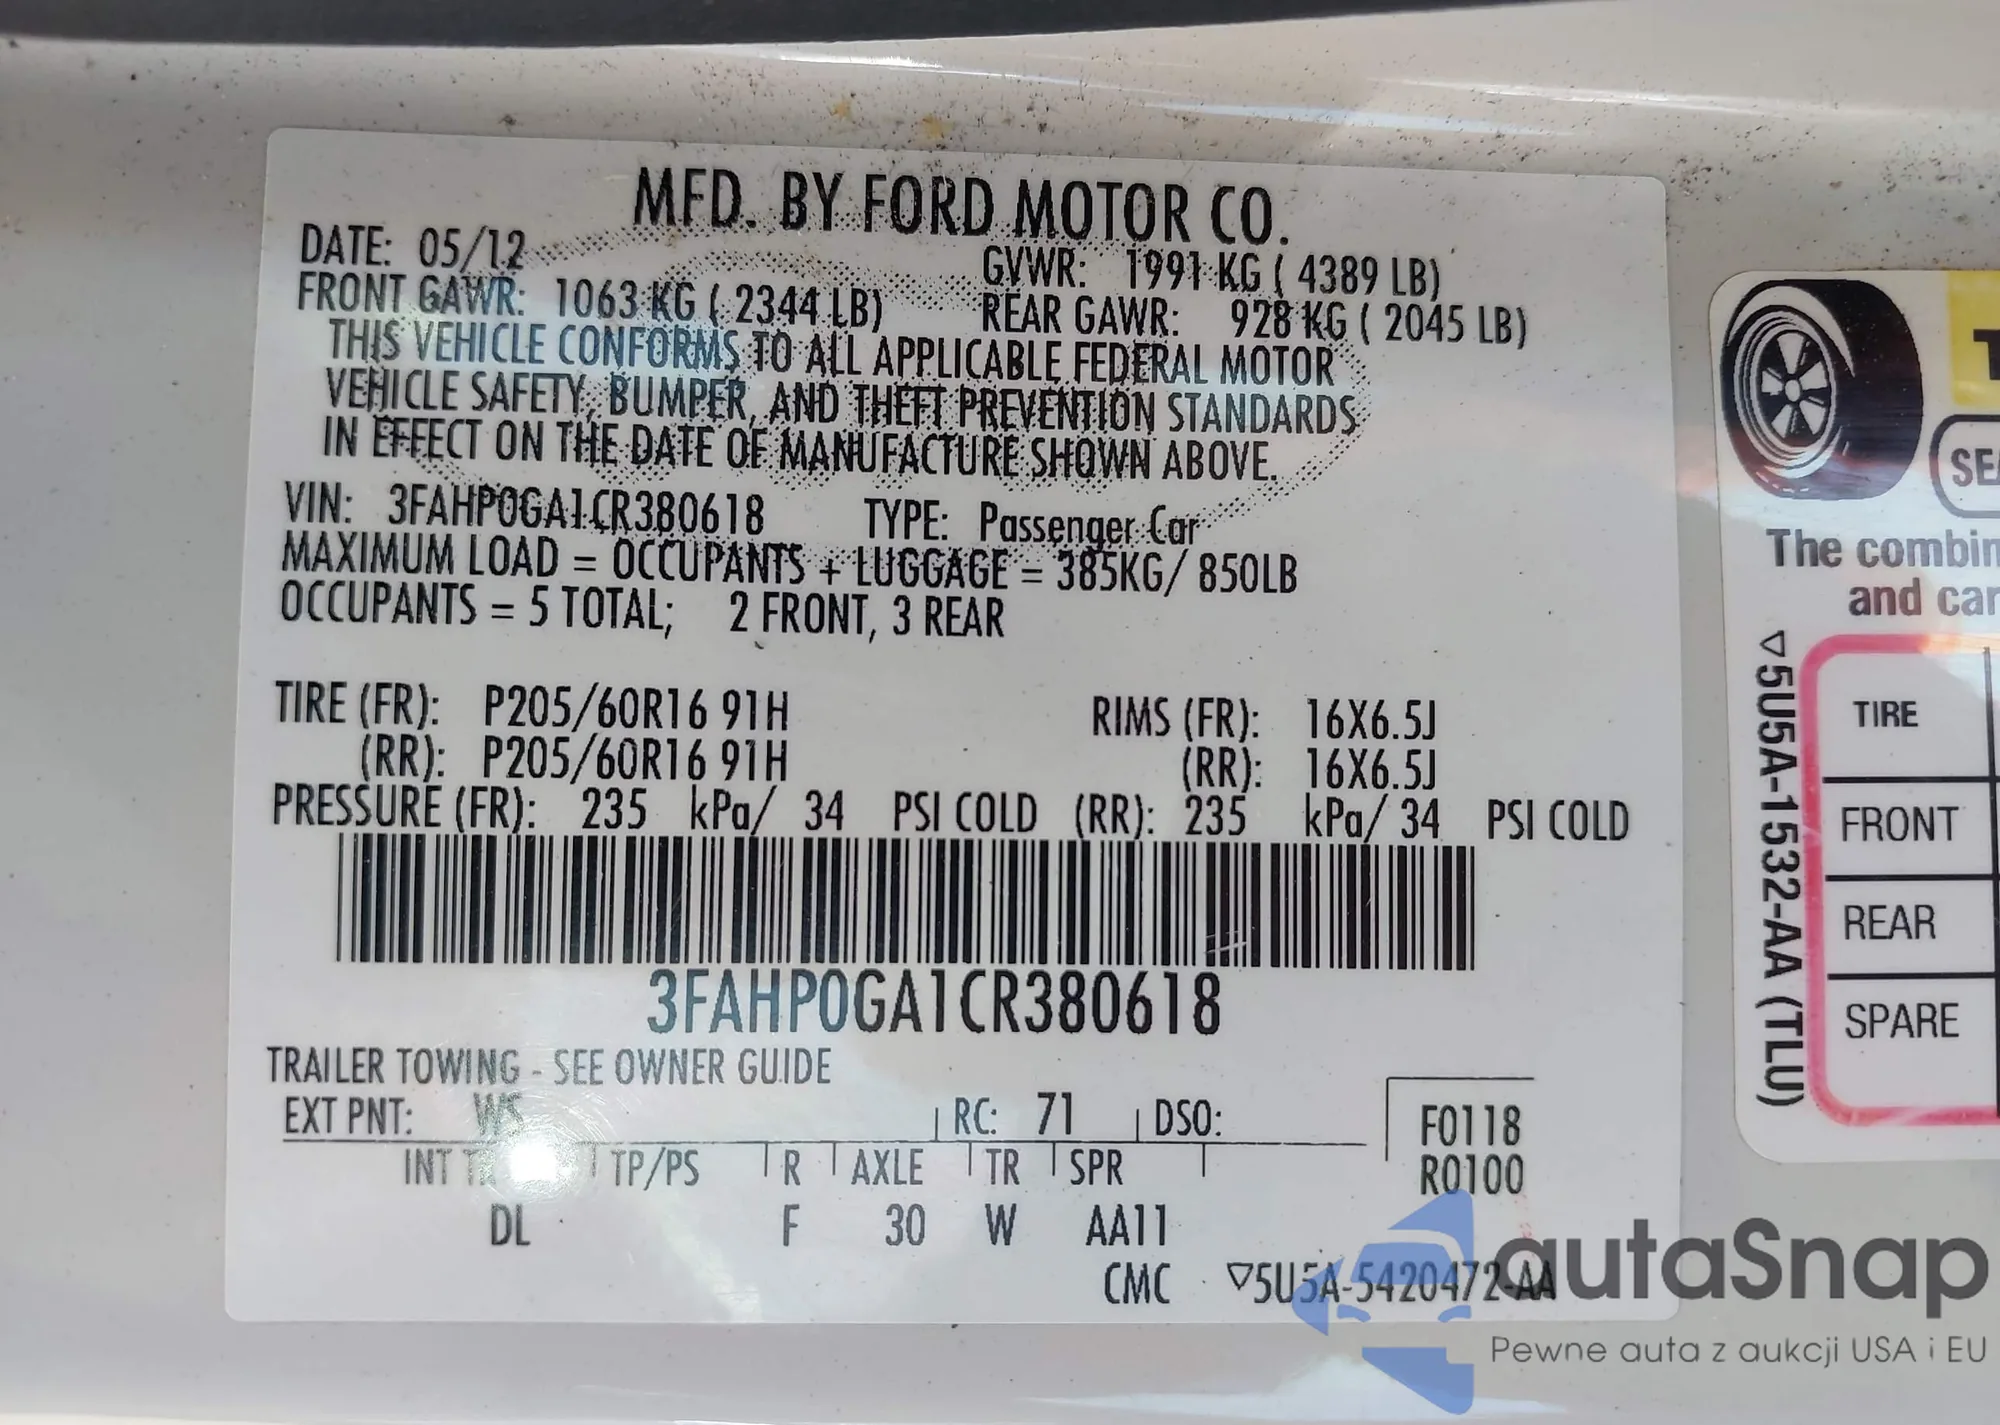 MFD. BY FORD MOTOR CO.
DATE: 05/12
GVWR: 1991 KG ( 4389 LB)
FRONT GAWR: 1063 KG ( 2344 LB)
REAR GAWR: 928 KG ( 2045 LB)
THIS VEHICLE CONFORMS TO ALL APPLICABLE FEDERAL MOTOR
VEHICLE SAFETY, BUMPER, AND THEFT PREVENTION STANDARDS
IN EFFECT ON THE DATE OF MANUFACTURE SHOWN ABOVE.
VIN: 3FAHP0GA1CR380618 TYPE: Passenger Car
MAXIMUM LOAD = OCCUPANTS + LUGGAGE = 385KG/ 850LB
OCCUPANTS = 5 TOTAL; 2 FRONT, 3 REAR
TIRE (FR): P205/60R16 91H RIMS (FR): 16X6.5J
(RR): P205/60R16 91H (RR): 16X6.5J
PRESSURE (FR): 235 kPa/ 34 PSI COLD (RR): 235 kPa/ 34 PSI COLD
3FAHP0GA1CR380618
TRAILER TOWING - SEE OWNER GUIDE
EXT PNT: WS RC: 71 DSO:
F0118
R0100
INT TP/PS R AXLE TR SPR
DL F 30 W AA11
CMC ▽5U5A-5420472-AA
The
and
▽5U5A-1532-AA (TLU)
TIRE
FRONT
REAR
SPARE
autaSnap
Pewne auta z aukcji USA i EU